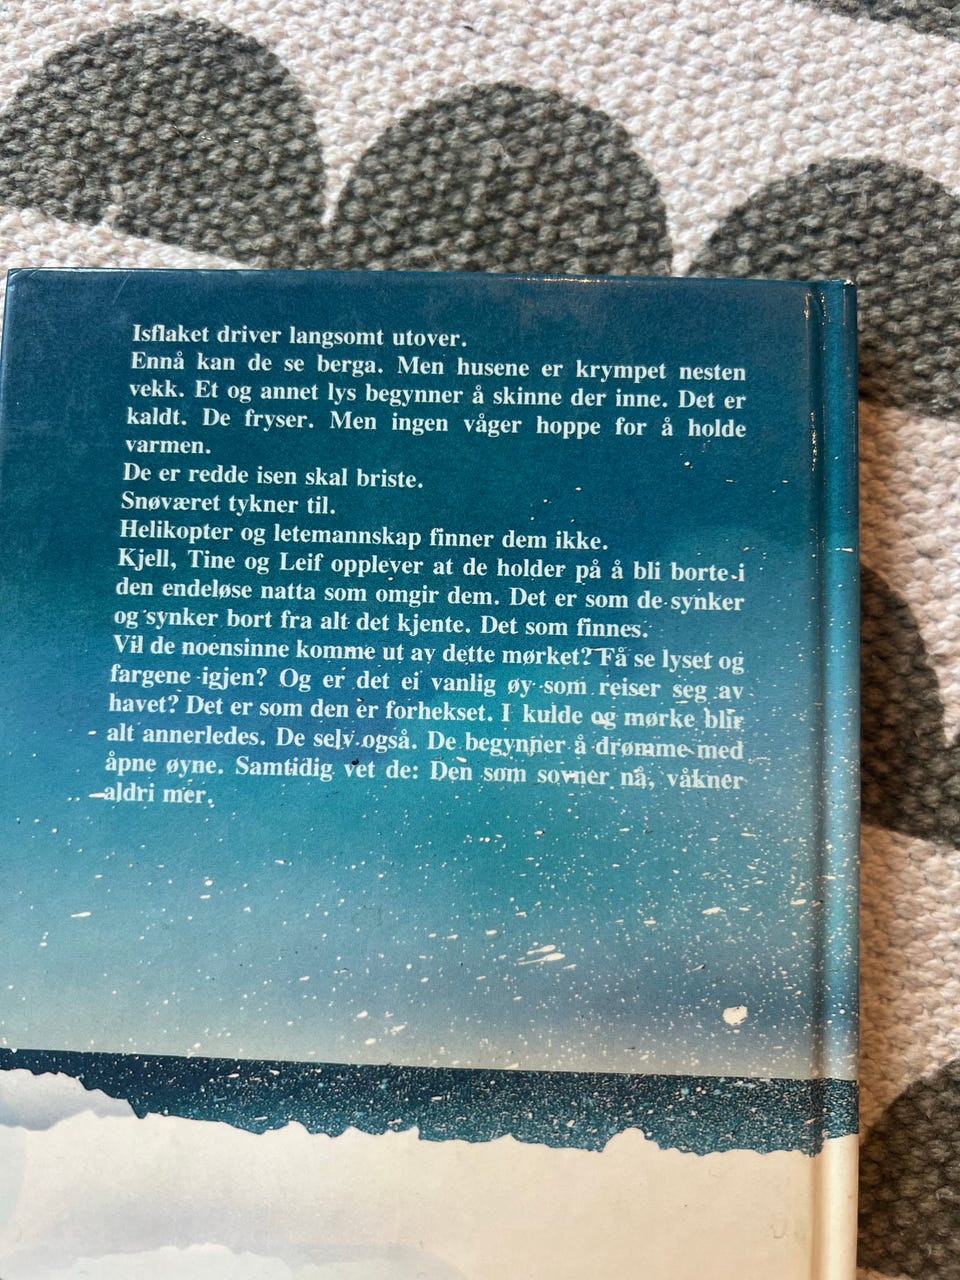 Isflaket driver langsomt utover.
Ennå kan de se berga. Men husene er krympet nesten
vekk. Et og annet lys begynner å skinne der inne. Det er
kaldt. De fryser. Men ingen våger hoppe for å holde
varmen.
De er redde isen skal briste.
Snøværet tykner til.
Helikopter og letemannskap finner dem ikke.
Kjell, Tine og Leif opplever at de holder på å bli borte i
den endeløse natta som omgir dem. Det er som de synker
og synker bort fra alt det kjente. Det som finnes.
Vil de noensinne komme ut av dette mørket? Få se lyset og
fargene igjen? Og er det ei vanlig øy som reiser seg av
havet? Det er som den er forhekset. I kulde og mørke blir
alt annerledes. De selv også. De begynner å drømme med
åpne øyne. Samtidig vet de: Den som sovner nå, våkner
aldri mer.